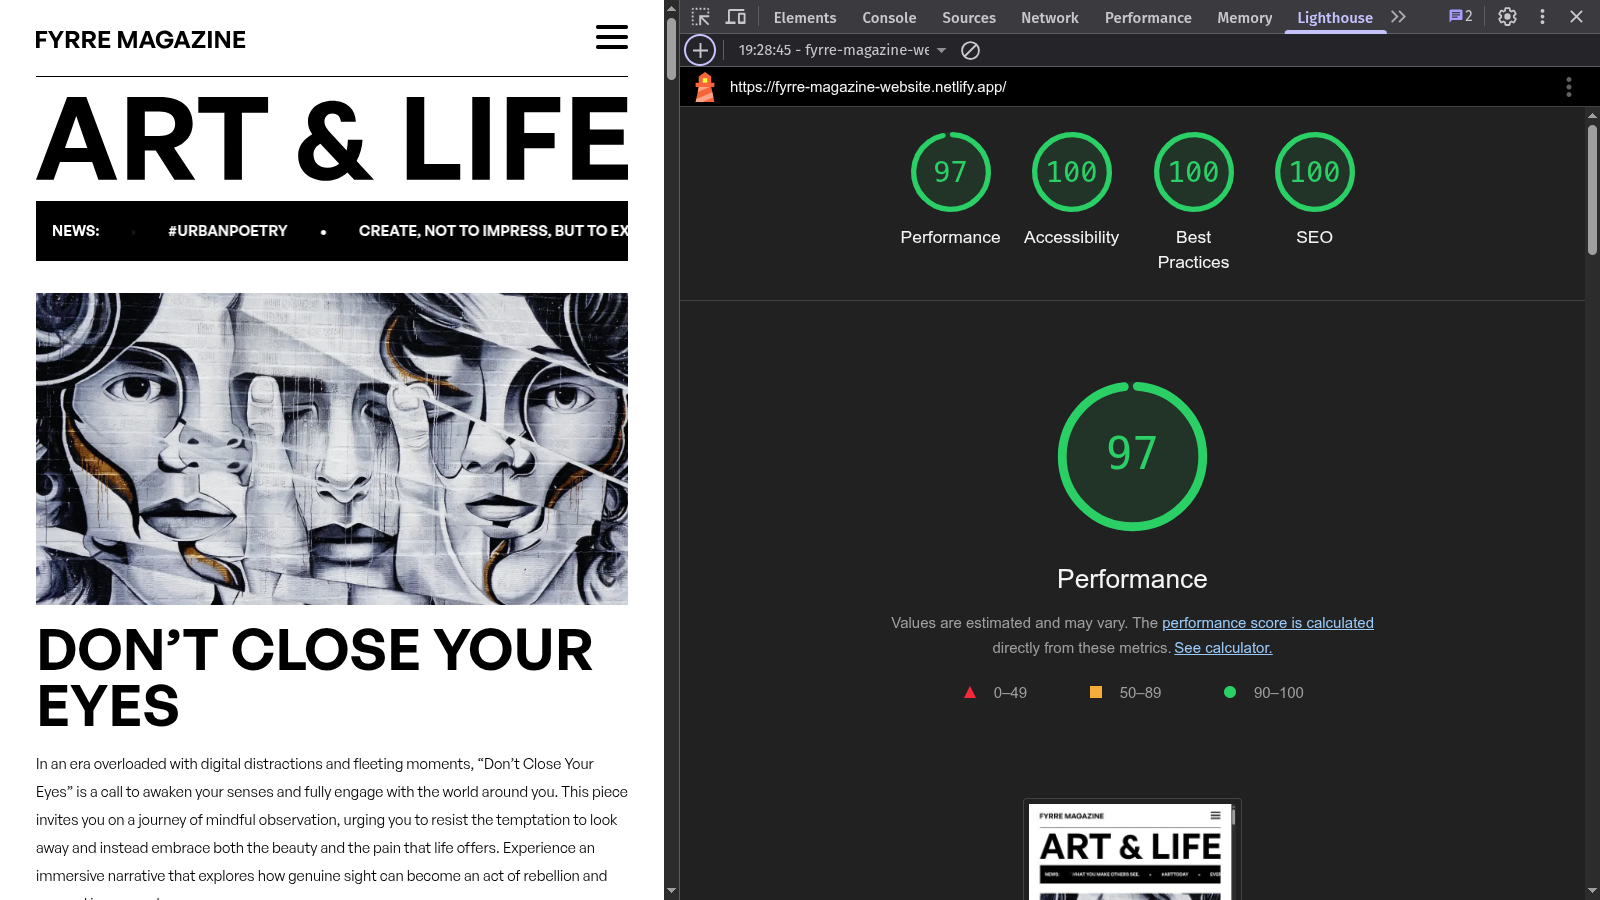 FYRRE MAGAZINE
ART & LIFE
NEWS: #URBANPOETRY • CREATE, NOT TO IMPRESS, BUT TO EX
DON’T CLOSE YOUR
EYES
In an era overloaded with digital distractions and fleeting moments, “Don’t Close Your
Eyes” is a call to awaken your senses and fully engage with the world around you. This piece
invites you on a journey of mindful observation, urging you to resist the temptation to look
away and instead embrace both the beauty and the pain that life offers. Experience an
immersive narrative that explores how genuine sight can become an act of rebellion and
Elements Console Sources Network Performance Memory Lighthouse 2
19:28:45 - fyrre-magazine-we
https://fyrre-magazine-website.netlify.app/
97 100 100 100
Performance Accessibility Best Practices SEO
97
Performance
Values are estimated and may vary. The performance score is calculated
directly from these metrics. See calculator.
0–49 50–89 90–100
FYRRE MAGAZINE
ART & LIFE
NEWS: WHAT YOU MAKE OTHERS SEE. • #ARTTODAY •